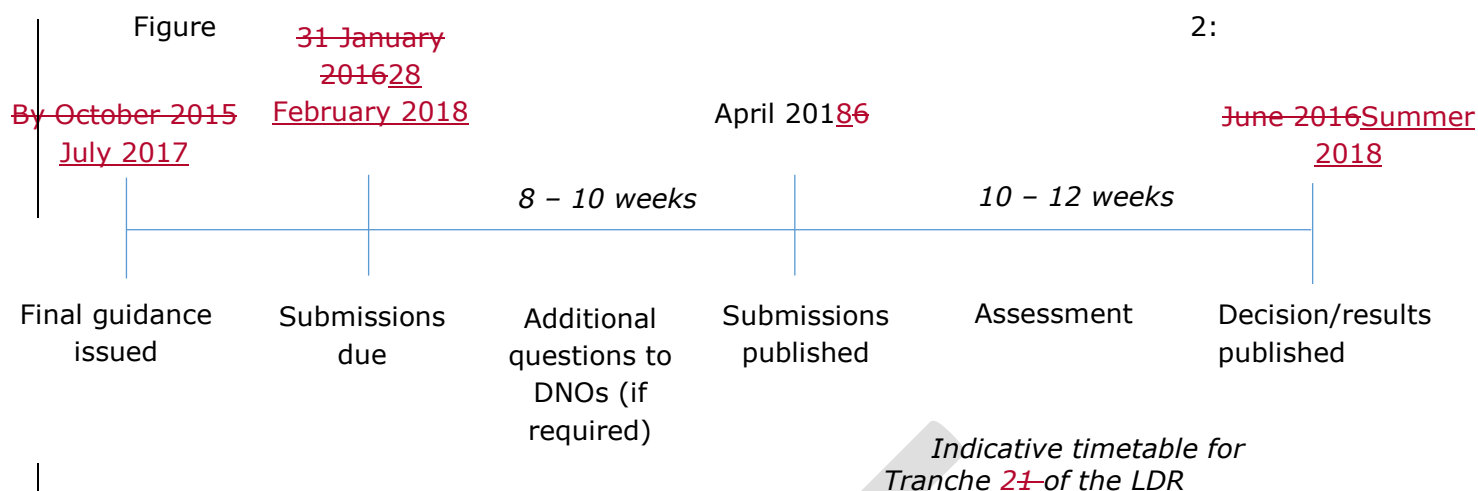 Figure 2:
31 January
201628
February 2018
By October 2015
July 2017
April 20186
June 2016Summer
2018
8 – 10 weeks
10 – 12 weeks
Final guidance
issued
Submissions
due
Additional
questions to
DNOs (if
required)
Submissions
published
Assessment
Decision/results
published
Indicative timetable for
Tranche 21 of the LDR